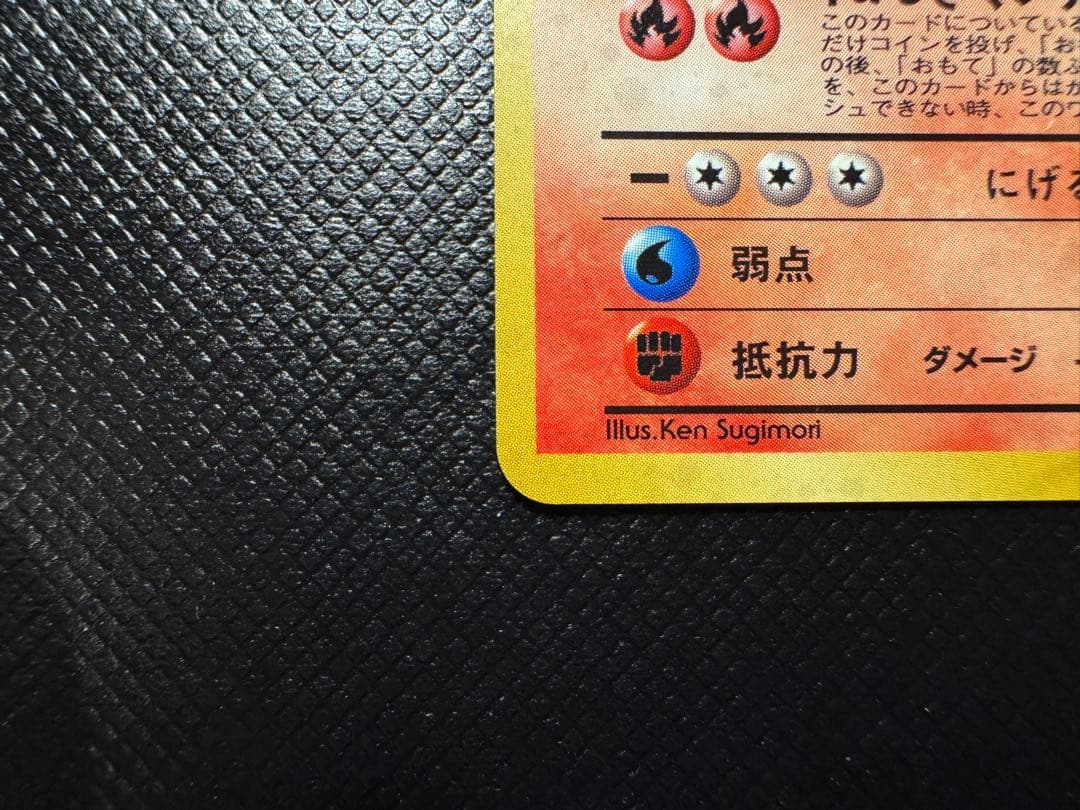 このカードについている
だけコインを投げ、「お
の後、「おもて」の数ぶ
を、このカードからはが
シュできない時、このワ
にげる
弱点
抵抗力 ダメージ
Illus.Ken Sugimori